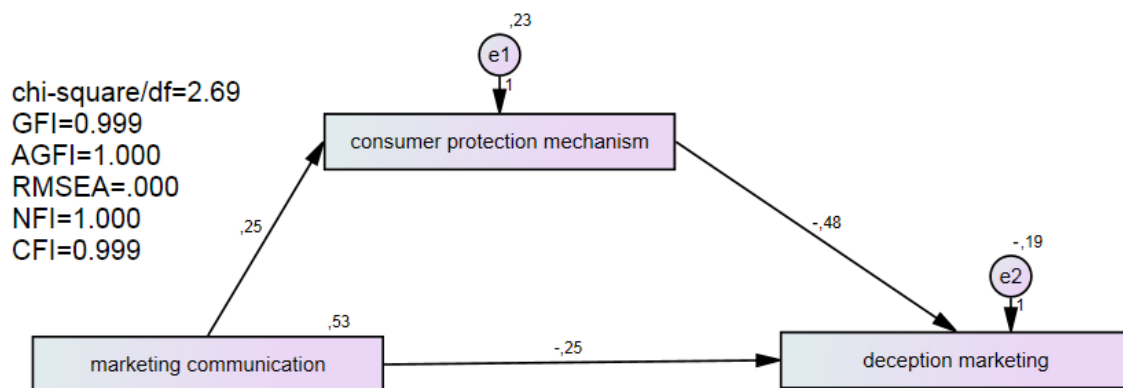 ,23
e1
1
chi-square/df=2.69
GFI=0.999
AGFI=1.000
RMSEA=.000
NFI=1.000
CFI=0.999
consumer protection mechanism
,25
-,48
-,19
e2
1
,53
-,25
marketing communication
deception marketing